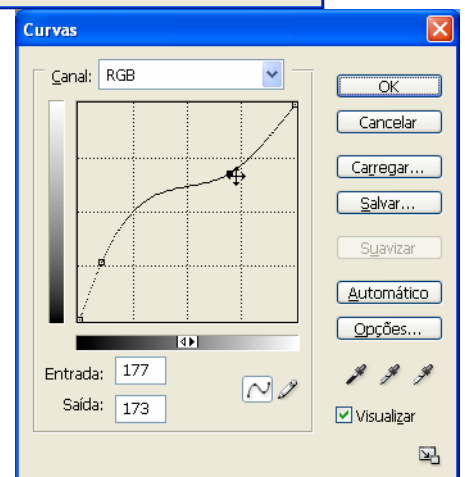 Curvas
Canal: RGB
OK
Cancelar
Carregar...
Salvar...
Suavizar
Automático
Opções...
Entrada: 177
Saída: 173
Visualizar